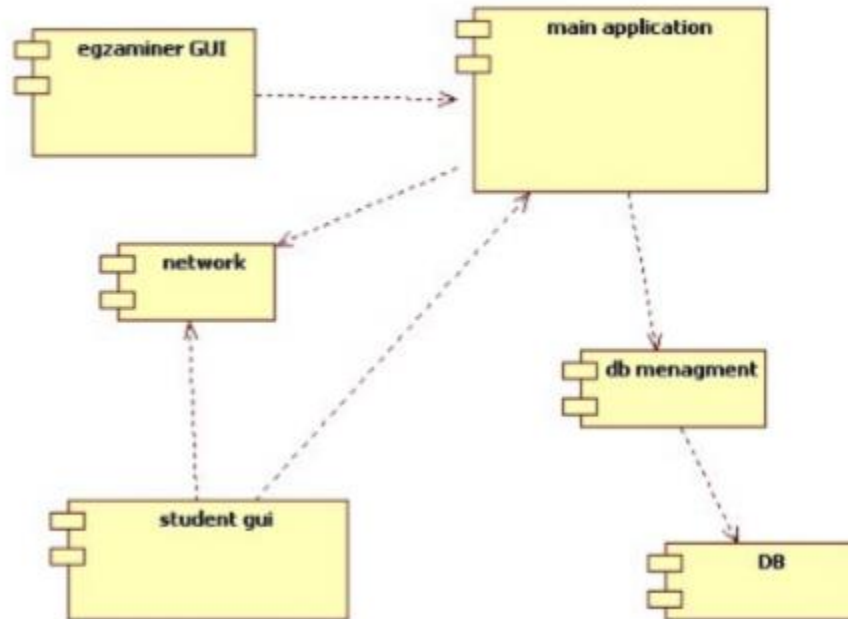 egzaminer GUI
main application
network
db menagment
student gui
DB